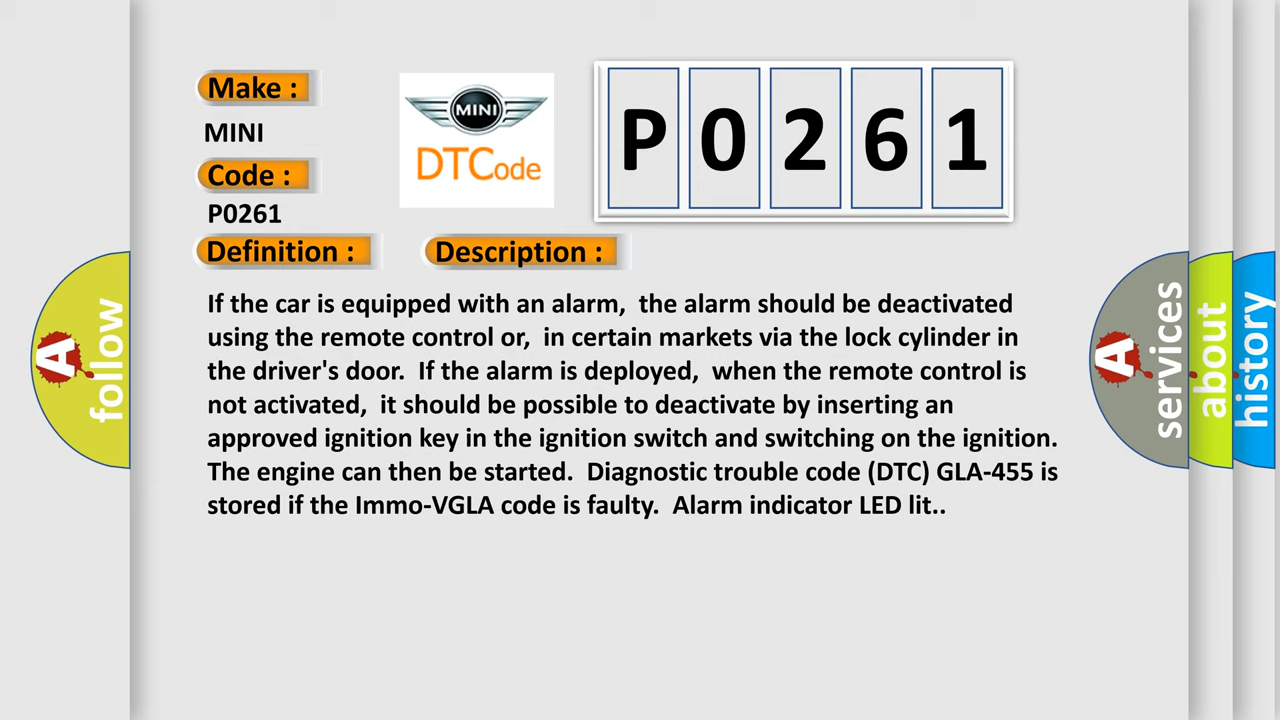 Make :
MINI
Code :
P0261
Definition :
Description :
MINI
DTCode
P0261
If the car is equipped with an alarm,  the alarm should be deactivated
using the remote control or,  in certain markets via the lock cylinder in
the driver's door.  If the alarm is deployed,  when the remote control is
not activated,  it should be possible to deactivate by inserting an
approved ignition key in the ignition switch and switching on the ignition.
The engine can then be started.  Diagnostic trouble code (DTC) GLA-455 is
stored if the Immo-VGLA code is faulty.  Alarm indicator LED lit..
A follow
A services
about
history